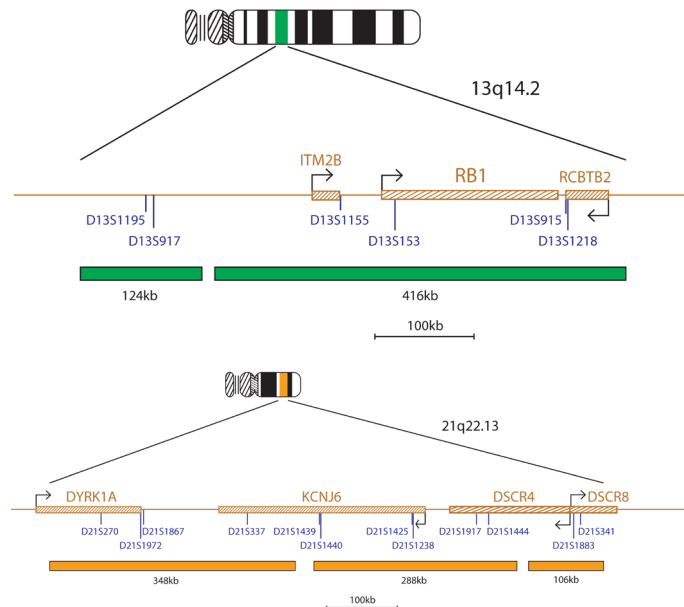 13q14.2
ITM2B
RB1
RCBTB2
D13S1195
D13S1155
D13S915
D13S917
D13S153
D13S1218
124kb
416kb
100kb
21q22.13
DYRK1A
KCNJ6
DSCR4
DSCR8
D21S270
D21S1867
D21S337
D21S1439
D21S1425
D21S1917
D21S1444
D21S341
D21S1972
D21S1440
D21S1238
D21S1883
348kb
288kb
106kb
100kb